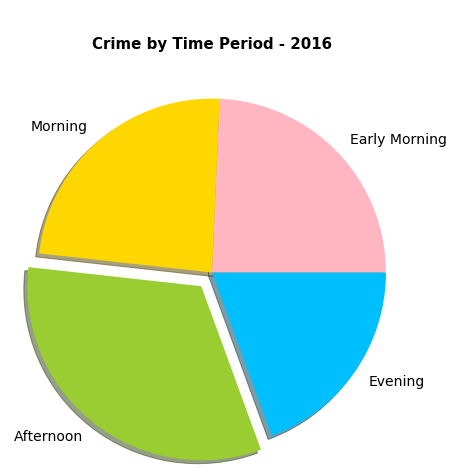 Crime by Time Period - 2016
Morning
Early Morning
Evening
Afternoon